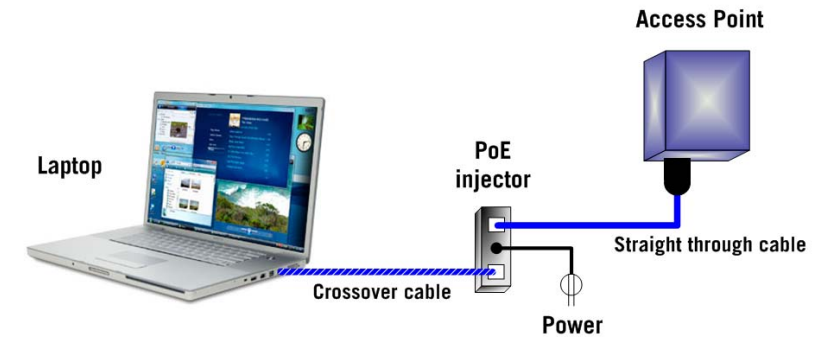 Access Point
PoE
injector
Laptop
Straight through cable
Crossover cable
Power